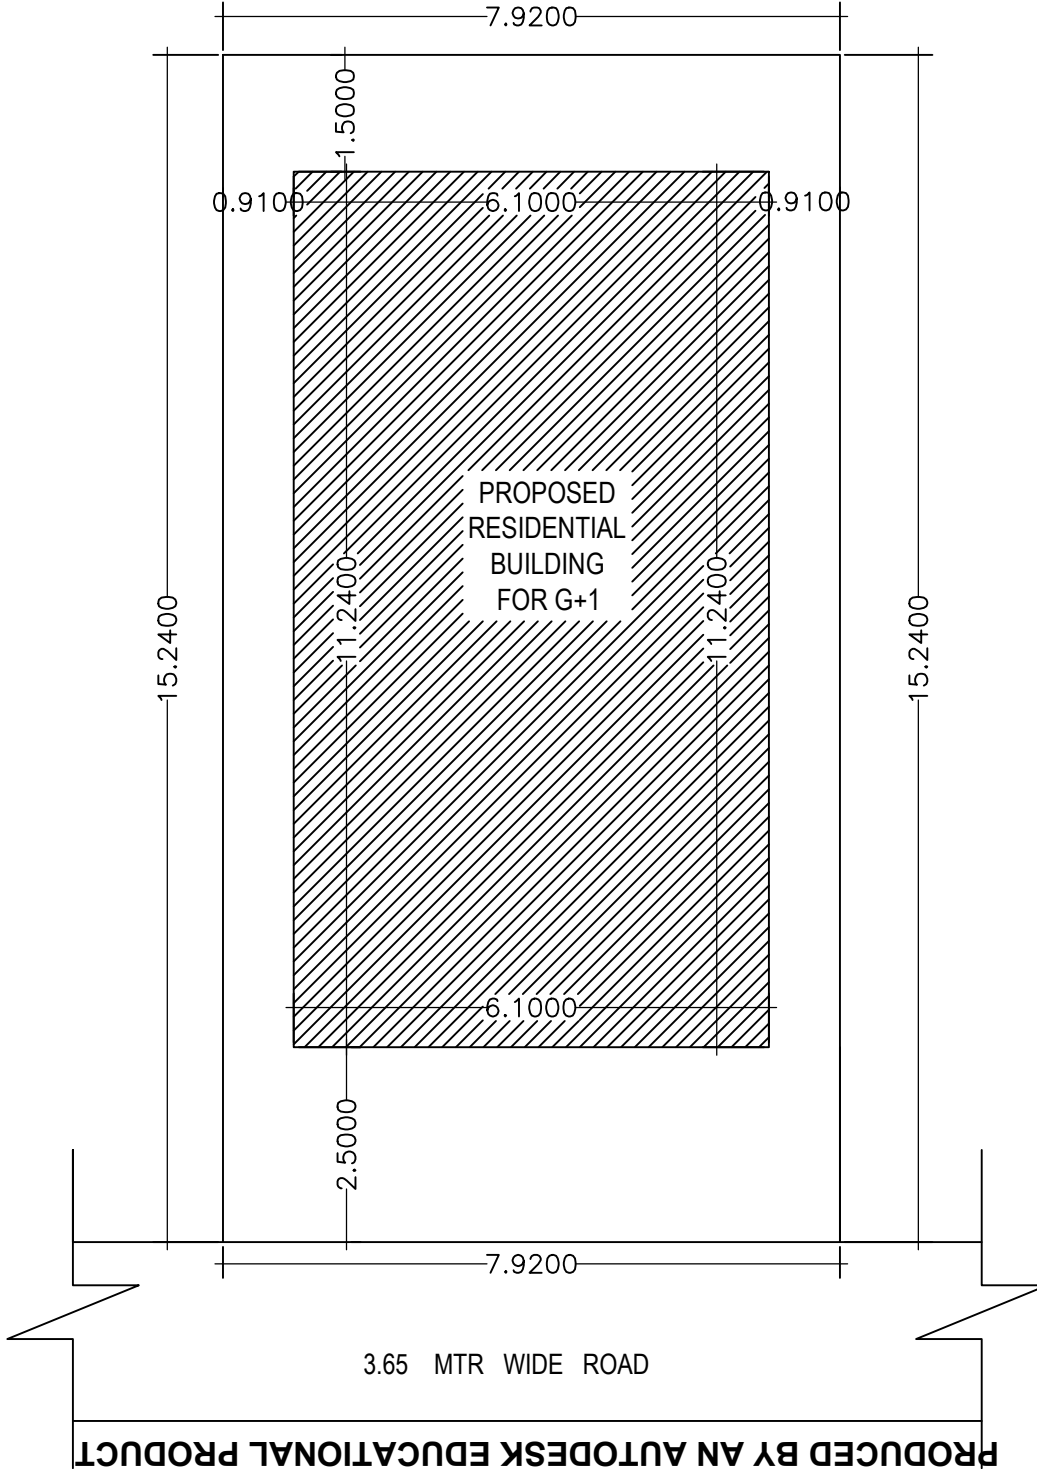 7.9200
1.5000
0.9100 6.1000 0.9100
PROPOSED
RESIDENTIAL
BUILDING
FOR G+1
15.2400 11.2400 11.2400 15.2400
6.1000
2.5000
7.9200
3.65 MTR WIDE ROAD
PRODUCED BY AN AUTODESK EDUCATIONAL PRODUCT